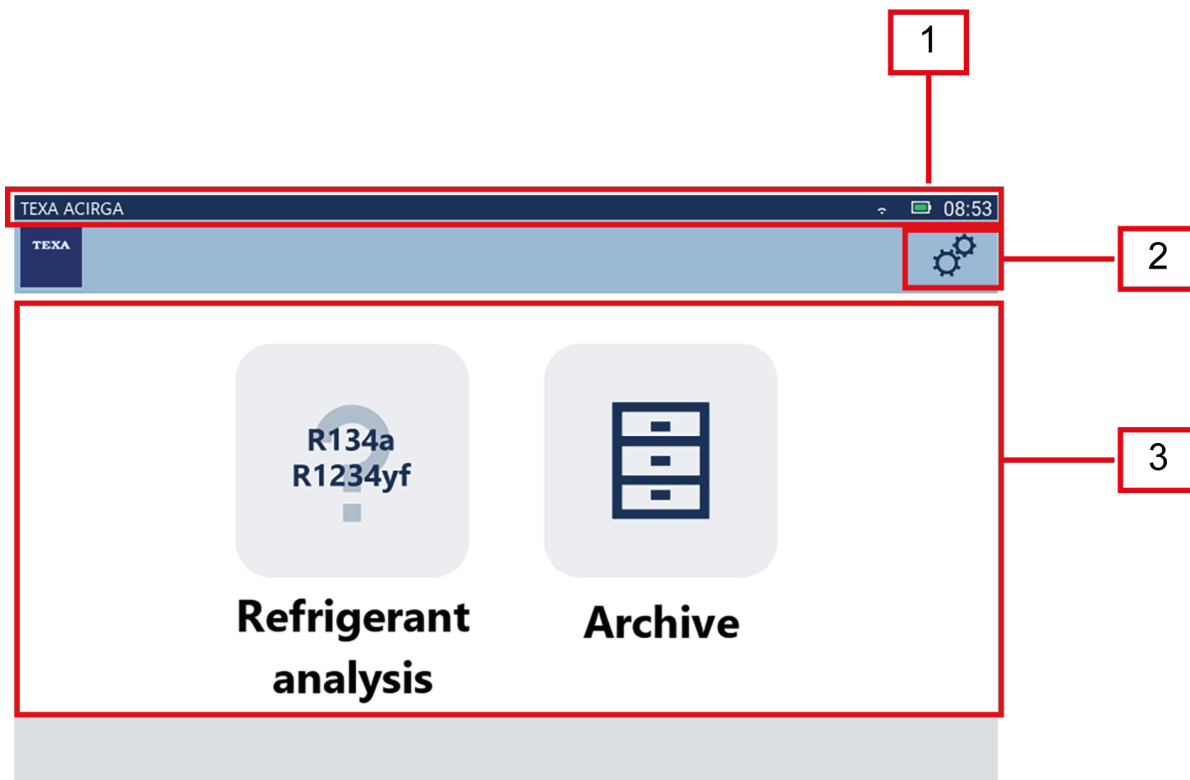 1
TEXA ACIRGA
08:53
TEXA
2
R134a
R1234yf
?
3
Refrigerant
analysis
Archive